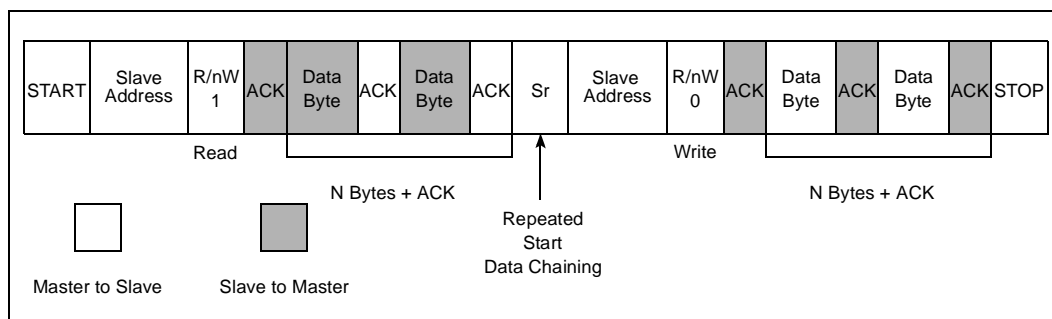 START Slave Address R/nW 1 ACK Data Byte ACK Data Byte ACK Sr Slave Address R/nW 0 ACK Data Byte ACK Data Byte ACK STOP
Read Write
N Bytes + ACK N Bytes + ACK
Repeated
Start
Data Chaining
Master to Slave Slave to Master